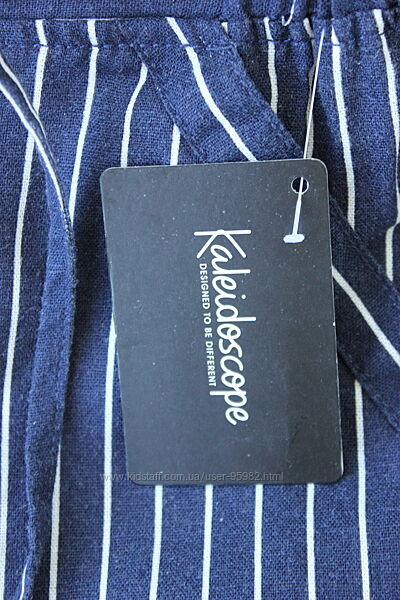 Kaleidoscope
DESIGNED TO BE DIFFERENT
www.kidstaff.com.ua/user-95982.html